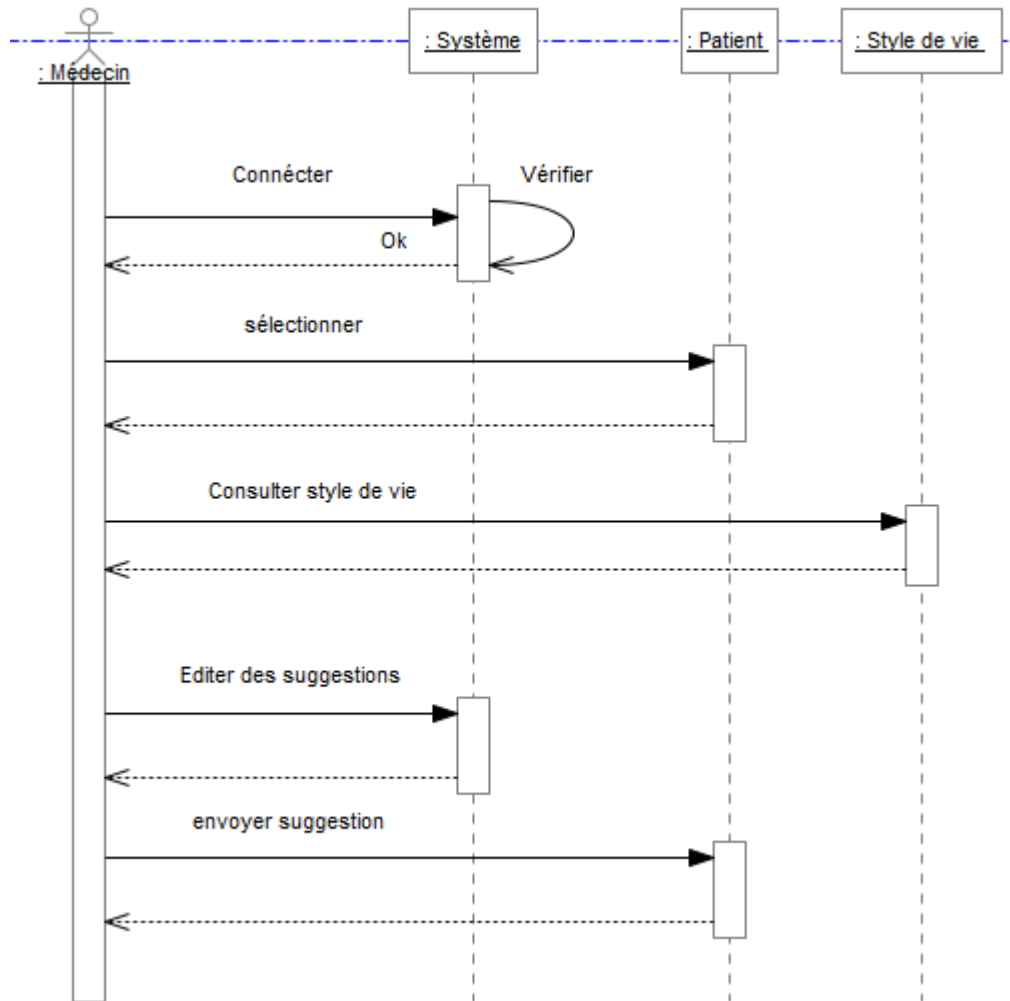 : Médecin
: Système
: Patient
: Style de vie
Connécter
Vérifier
Ok
sélectionner
Consulter style de vie
Editer des suggestions
envoyer suggestion